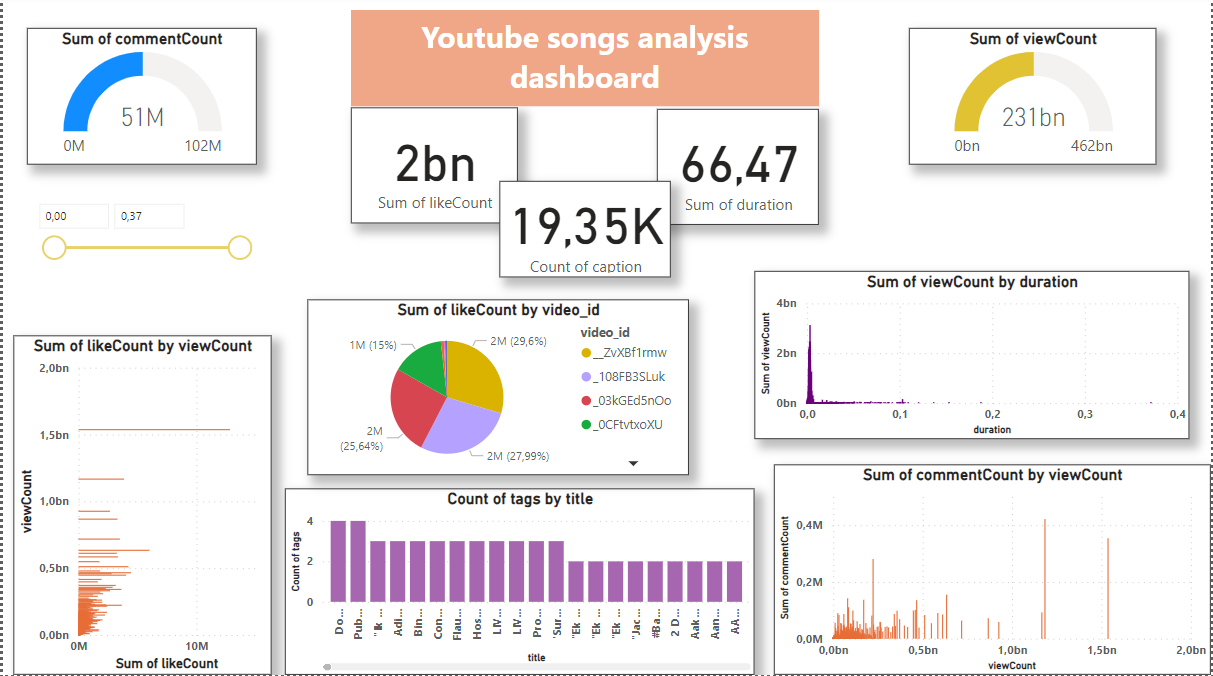 Sum of commentCount
51M
0M
102M
Youtube songs analysis
dashboard
Sum of viewCount
231bn
0bn
462bn
2bn
Sum of likeCount
66,47
Sum of duration
19,35K
Count of caption
0,00
0,37
Sum of likeCount by viewCount
2,0bn
1,5bn
1,0bn
0,5bn
0,0bn
viewCount
0M
10M
Sum of likeCount
Sum of likeCount by video_id
1M (15%)
2M (29,6%)
2M
(25,64%)
2M (27,99%)
video_id
__ZvXBf1rmw
_108FB3SLuk
_03kGEd5nOo
_0CFtvtxoXU
Sum of viewCount by duration
4bn
2bn
0bn
Sum of viewCount
0,0
0,1
0,2
0,3
0,4
duration
Count of tags by title
4
2
0
Count of tags
Do...
Pub...
"Ik ...
Adi...
Bin...
Con...
Flau...
Hos...
LIV...
LIV...
Pro...
'Sur...
"Ek ...
"Ek ...
"Ek ...
"Jac...
#Ba...
2 D...
Aak...
Aan...
AA...
title
Sum of commentCount by viewCount
0,4M
0,2M
0,0M
Sum of commentCount
0,0bn
0,5bn
1,0bn
1,5bn
2,0bn
viewCount